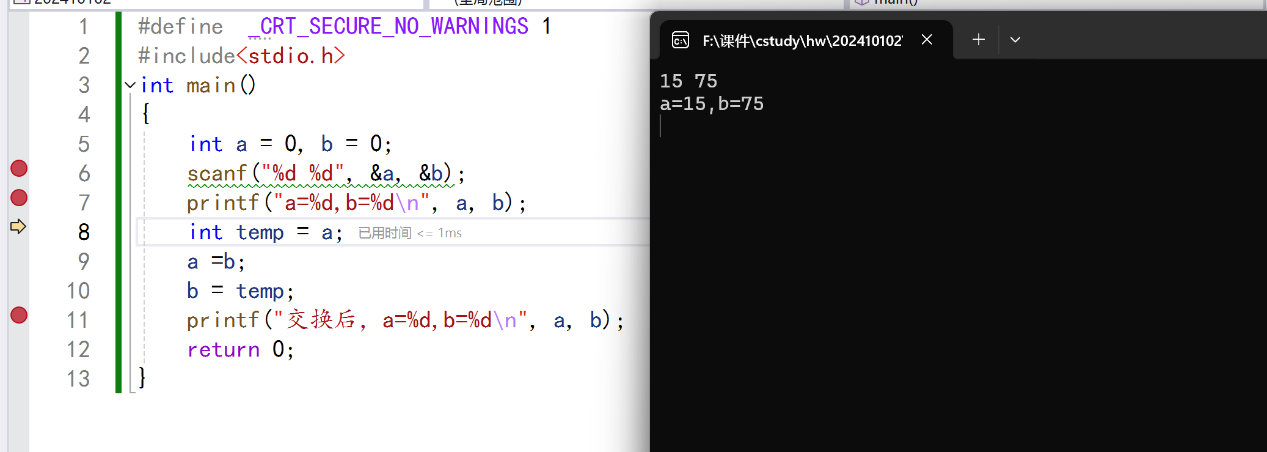 main()
1 #define _CRT_SECURE_NO_WARNINGS 1
2 #include<stdio.h>
3 int main()
4 {
5 int a = 0, b = 0;
6 scanf("%d %d", &a, &b);
7 printf("a=%d,b=%d\n", a, b);
8 int temp = a; 已用时间 <= 1ms
9 a =b;
10 b = temp;
11 printf("交换后, a=%d,b=%d\n", a, b);
12 return 0;
13 }
F:\课件\cstudy\hw\202410102
15 75
a=15,b=75